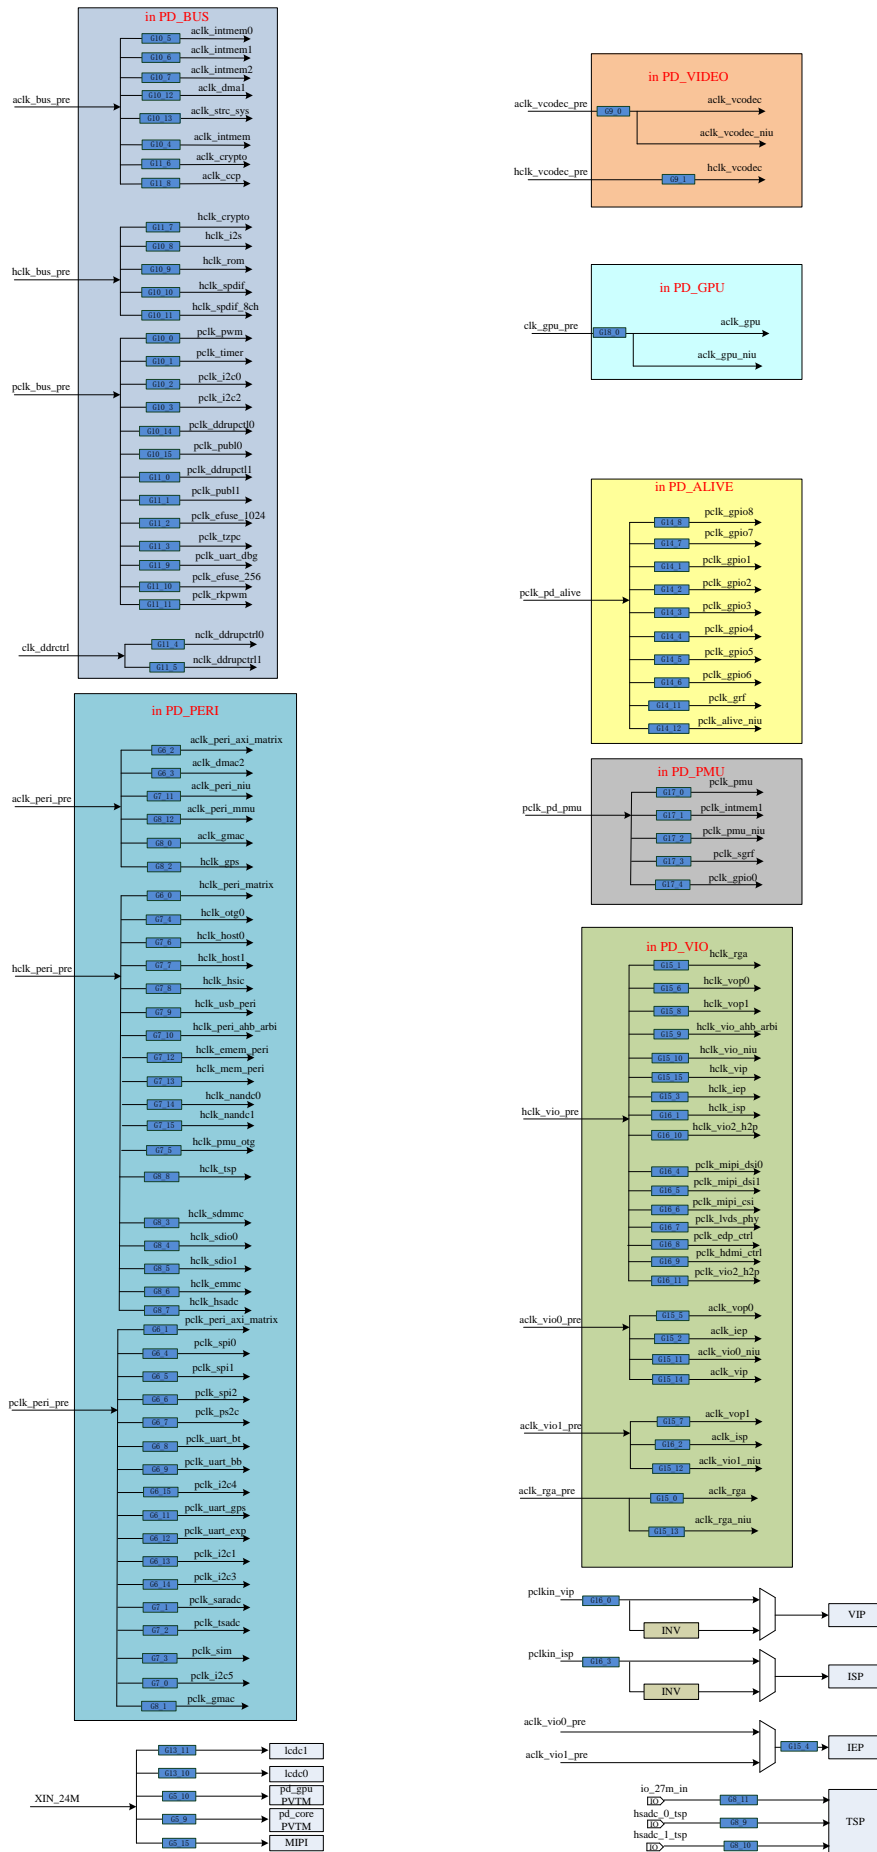 in PD_BUS
aclk_bus_pre
G10_5 aclk_intmem0
G10_6 aclk_intmem1
G10_7 aclk_intmem2
G10_12 aclk_dma1
G10_13 aclk_strc_sys
G10_4 aclk_intmem
G11_6 aclk_crypto
G11_8 aclk_ccp
hclk_bus_pre
G11_7 hclk_crypto
G10_8 hclk_i2s
G10_9 hclk_rom
G10_10 hclk_spdif
G10_11 hclk_spdif_8ch
pclk_bus_pre
G10_0 pclk_pwm
G10_1 pclk_timer
G10_2 pclk_i2c0
G10_3 pclk_i2c2
G10_14 pclk_ddrupctl0
G10_15 pclk_publ0
G11_0 pclk_ddrupctl1
G11_1 pclk_publ1
G11_2 pclk_efuse_1024
G11_3 pclk_tzpc
G11_9 pclk_uart_dbg
G11_10 pclk_efuse_256
G11_11 pclk_rkpwm
clk_ddrctrl
G11_4 nclk_ddrupctrl0
G11_5 nclk_ddrupctrl1
in PD_PERI
aclk_peri_pre
G6_2 aclk_peri_axi_matrix
G6_3 aclk_dmac2
G7_11 aclk_peri_niu
G8_12 aclk_peri_mmu
G8_0 aclk_gmac
G8_2 hclk_gps
hclk_peri_pre
G6_0 hclk_peri_matrix
G7_4 hclk_otg0
G7_6 hclk_host0
G7_7 hclk_host1
G7_8 hclk_hsic
G7_9 hclk_usb_peri
G7_10 hclk_peri_ahb_arbi
G7_12 hclk_emem_peri
G7_13 hclk_mem_peri
G7_14 hclk_nandc0
G7_15 hclk_nandc1
G7_5 hclk_pmu_otg
G8_8 hclk_tsp
G8_3 hclk_sdmmc
G8_4 hclk_sdio0
G8_5 hclk_sdio1
G8_6 hclk_emmc
G8_7 hclk_hsadc
pclk_peri_pre
G6_1 pclk_peri_axi_matrix
G6_4 pclk_spi0
G6_5 pclk_spi1
G6_6 pclk_spi2
G6_7 pclk_ps2c
G6_8 pclk_uart_bt
G6_9 pclk_uart_bb
G6_15 pclk_i2c4
G6_11 pclk_uart_gps
G6_12 pclk_uart_exp
G6_13 pclk_i2c1
G6_14 pclk_i2c3
G7_1 pclk_saradc
G7_2 pclk_tsadc
G7_3 pclk_sim
G7_0 pclk_i2c5
G8_1 pclk_gmac
XIN_24M
G13_11 lcdc1
G13_10 lcdc0
G5_10 pd_gpu
PVTM
G5_9 pd_core
PVTM
G5_15 MIPI
in PD_VIDEO
aclk_vcodec_pre G9_0 aclk_vcodec
aclk_vcodec_niu
hclk_vcodec_pre G9_1 hclk_vcodec
in PD_GPU
clk_gpu_pre G18_0 aclk_gpu
aclk_gpu_niu
in PD_ALIVE
pclk_pd_alive
G14_8 pclk_gpio8
G14_7 pclk_gpio7
G14_1 pclk_gpio1
G14_2 pclk_gpio2
G14_3 pclk_gpio3
G14_4 pclk_gpio4
G14_5 pclk_gpio5
G14_6 pclk_gpio6
G14_11 pclk_grf
G14_12 pclk_alive_niu
in PD_PMU
pclk_pd_pmu
G17_0 pclk_pmu
G17_1 pclk_intmem1
G17_2 pclk_pmu_niu
G17_3 pclk_sgrf
G17_4 pclk_gpio0
in PD_VIO
hclk_vio_pre
G15_1 hclk_rga
G15_6 hclk_vop0
G15_8 hclk_vop1
G15_9 hclk_vio_ahb_arbi
G15_10 hclk_vio_niu
G15_15 hclk_vip
G15_3 hclk_iep
G16_1 hclk_isp
G16_10 hclk_vio2_h2p
G16_4 pclk_mipi_dsi0
G16_5 pclk_mipi_dsi1
G16_6 pclk_mipi_csi
G16_7 pclk_lvds_phy
G16_8 pclk_edp_ctrl
G16_9 pclk_hdmi_ctrl
G16_11 pclk_vio2_h2p
aclk_vio0_pre
G15_5 aclk_vop0
G15_2 aclk_iep
G15_11 aclk_vio0_niu
G15_14 aclk_vip
aclk_vio1_pre
G15_7 aclk_vop1
G16_2 aclk_isp
G15_12 aclk_vio1_niu
aclk_rga_pre
G15_0 aclk_rga
G15_13 aclk_rga_niu
pclkin_vip G16_0
INV
VIP
pclkin_isp G16_3
INV
ISP
aclk_vio0_pre
aclk_vio1_pre
G15_4 IEP
io_27m_in
IO G8_11
hsadc_0_tsp
IO G8_9
hsadc_1_tsp
IO G8_10
TSP